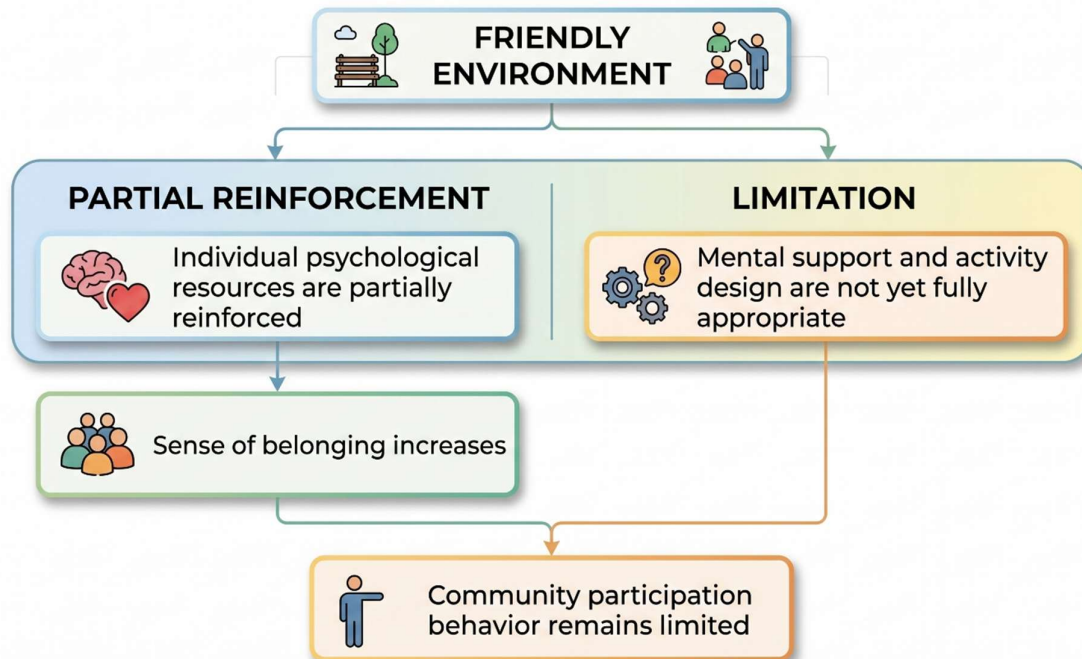 FRIENDLY
ENVIRONMENT
PARTIAL REINFORCEMENT
Individual psychological
resources are partially
reinforced
LIMITATION
?
Mental support and activity
design are not yet fully
appropriate
Sense of belonging increases
Community participation
behavior remains limited